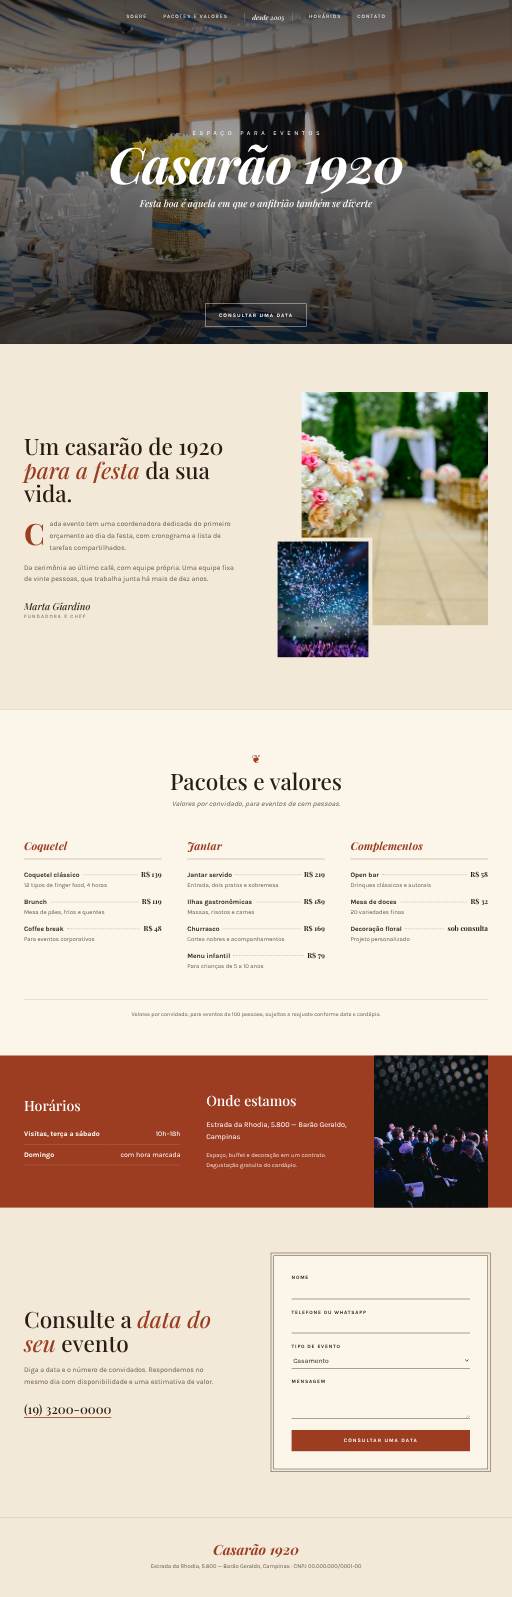 SOBRE
PACOTES E VALORES
desde 2005
HORÁRIOS
CONTATO
ESPAÇO PARA EVENTOS
Casarão 1920
Festa boa é aquela em que o anfitrião também se diverte
CONSULTAR UMA DATA
Um casarão de 1920
para a festa da sua
vida.
Cada evento tem uma coordenadora dedicada do primeiro
orçamento ao dia da festa, com cronograma e lista de
tarefas compartilhados.
Da cerimônia ao último café, com equipe própria. Uma equipe fixa
de vinte pessoas, que trabalha junta há mais de dez anos.
Marta Giardino
FUNDADORA E CHEF
❦
Pacotes e valores
Valores por convidado, para eventos de cem pessoas.
Coquetel
Coquetel clássico R$ 139
12 tipos de finger food, 4 horas
Brunch R$ 119
Mesa de pães, frios e quentes
Coffee break R$ 48
Para eventos corporativos
Jantar
Jantar servido R$ 219
Entrada, dois pratos e sobremesa
Ilhas gastronômicas R$ 189
Massas, risotos e carnes
Churrasco R$ 169
Cortes nobres e acompanhamentos
Menu infantil R$ 79
Para crianças de 5 a 10 anos
Complementos
Open bar R$ 58
Drinques clássicos e autorais
Mesa de doces R$ 32
20 variedades finas
Decoração floral sob consulta
Projeto personalizado
Valores por convidado, para eventos de 100 pessoas, sujeitos a reajuste conforme data e cardápio.
Horários
Visitas, terça a sábado 10h–18h
Domingo com hora marcada
Onde estamos
Estrada da Rhodia, 5.800 — Barão Geraldo,
Campinas
Espaço, buffet e decoração em um contrato.
Degustação gratuita do cardápio.
Consulte a data do
seu evento
Diga a data e o número de convidados. Respondemos no
mesmo dia com disponibilidade e uma estimativa de valor.
(19) 3200-0000
NOME
TELEFONE OU WHATSAPP
TIPO DE EVENTO
Casamento
MENSAGEM
CONSULTAR UMA DATA
Casarão 1920
Estrada da Rhodia, 5.800 — Barão Geraldo, Campinas · CNPJ 00.000.000/0001-00